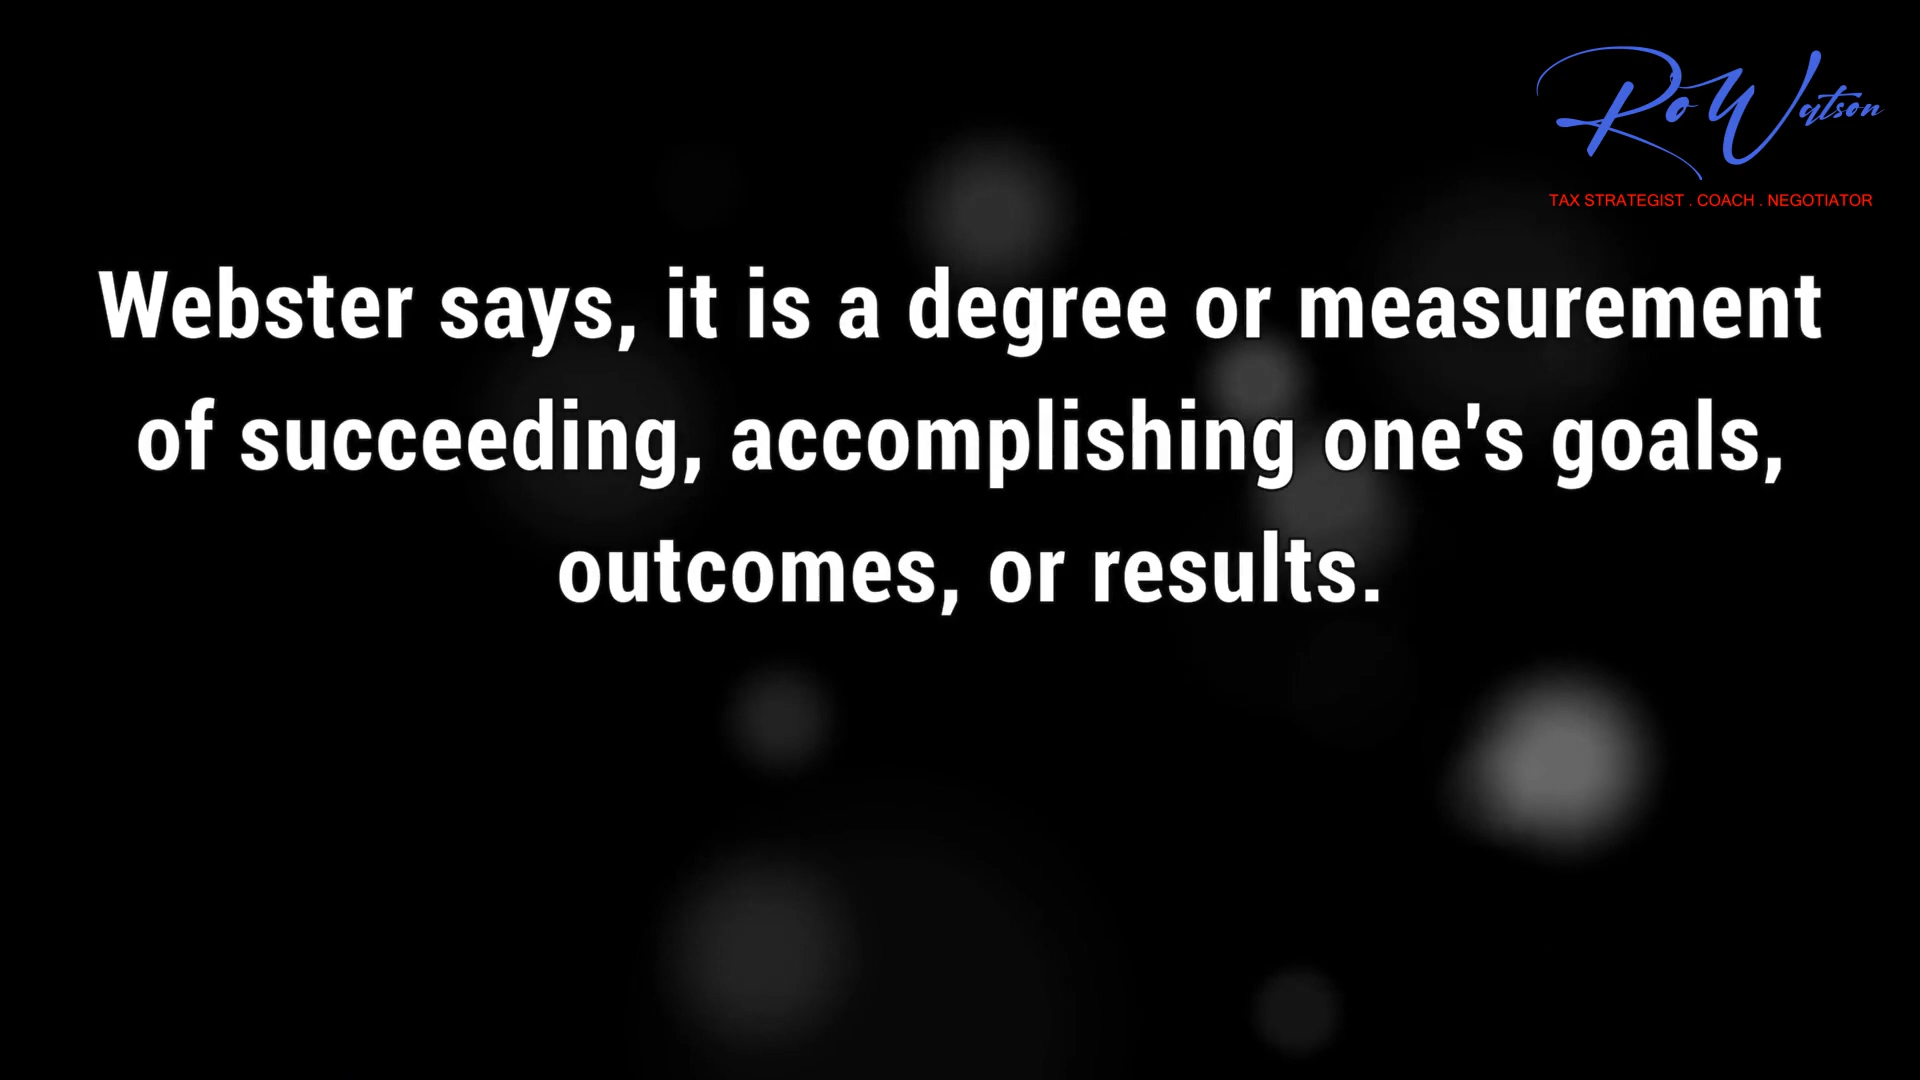 Ro Watson
TAX STRATEGIST . COACH . NEGOTIATOR
Webster says, it is a degree or measurement
of succeeding, accomplishing one's goals,
outcomes, or results.